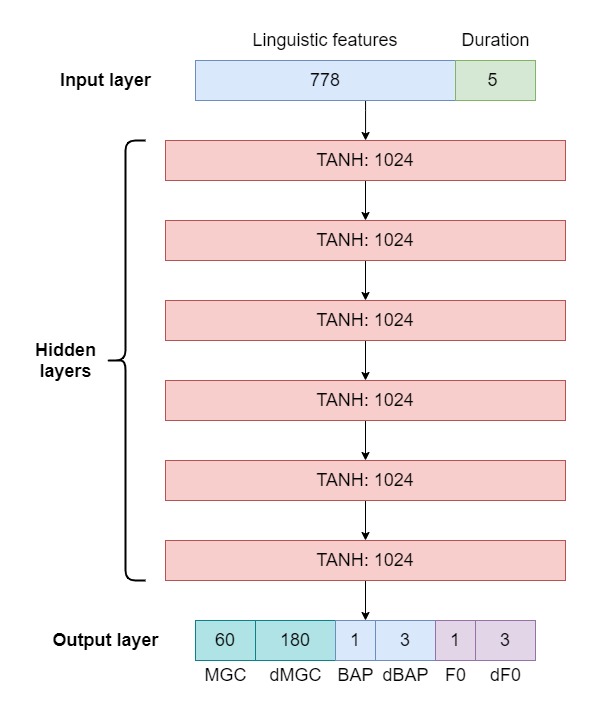 Linguistic features Duration
Input layer 778 5
TANH: 1024
TANH: 1024
TANH: 1024
Hidden
layers
TANH: 1024
TANH: 1024
TANH: 1024
Output layer 60 180 1 3 1 3
MGC dMGC BAP dBAP F0 dF0